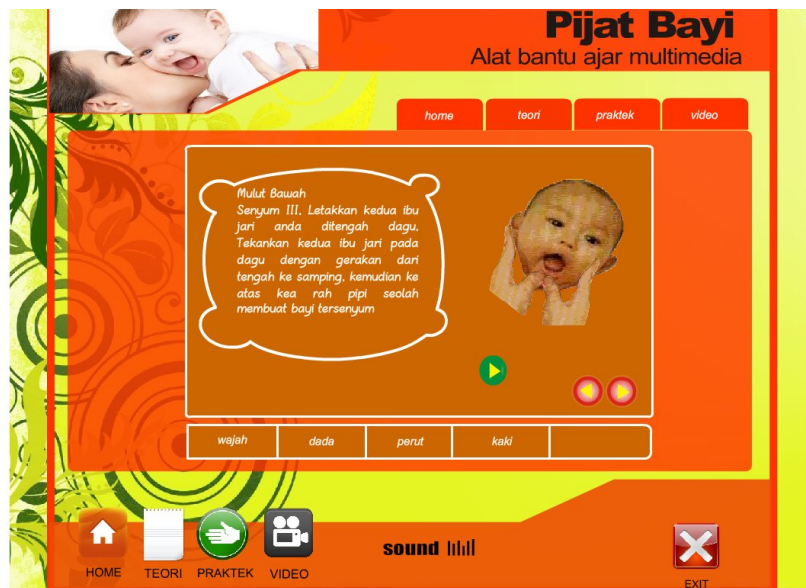 Pijat Bayi
Alat bantu ajar multimedia
home teori praktek video
Mulut Bawah
Senyum III. Letakkan kedua ibu
jari anda ditengah dagu,
Tekankan kedua ibu jari pada
dagu dengan gerakan dari
tengah ke samping, kemudian ke
atas kea rah pipi seolah
membuat bayi tersenyum
wajah dada perut kaki
HOME TEORI PRAKTEK VIDEO
sound
EXIT